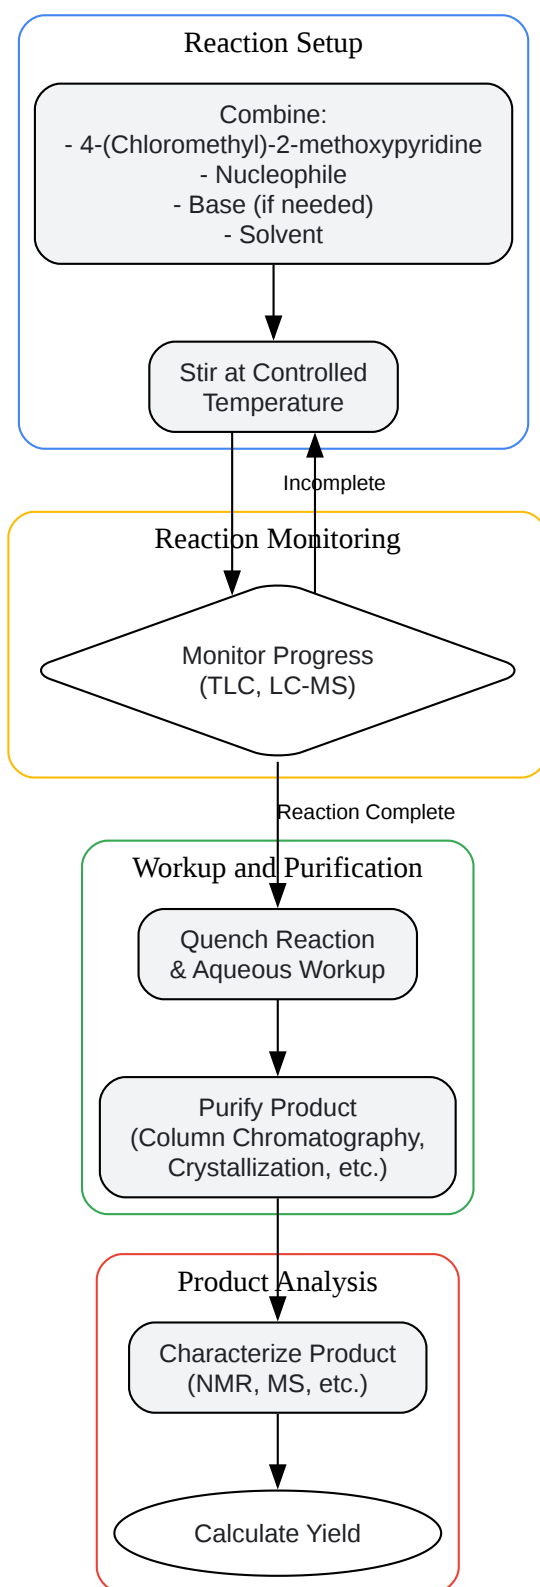 Reaction Setup
Combine:
- 4-(Chloromethyl)-2-methoxypyridine
- Nucleophile
- Base (if needed)
- Solvent
Stir at Controlled
Temperature
Incomplete
Reaction Monitoring
Monitor Progress
(TLC, LC-MS)
Reaction Complete
Workup and Purification
Quench Reaction
& Aqueous Workup
Purify Product
(Column Chromatography,
Crystallization, etc.)
Product Analysis
Characterize Product
(NMR, MS, etc.)
Calculate Yield